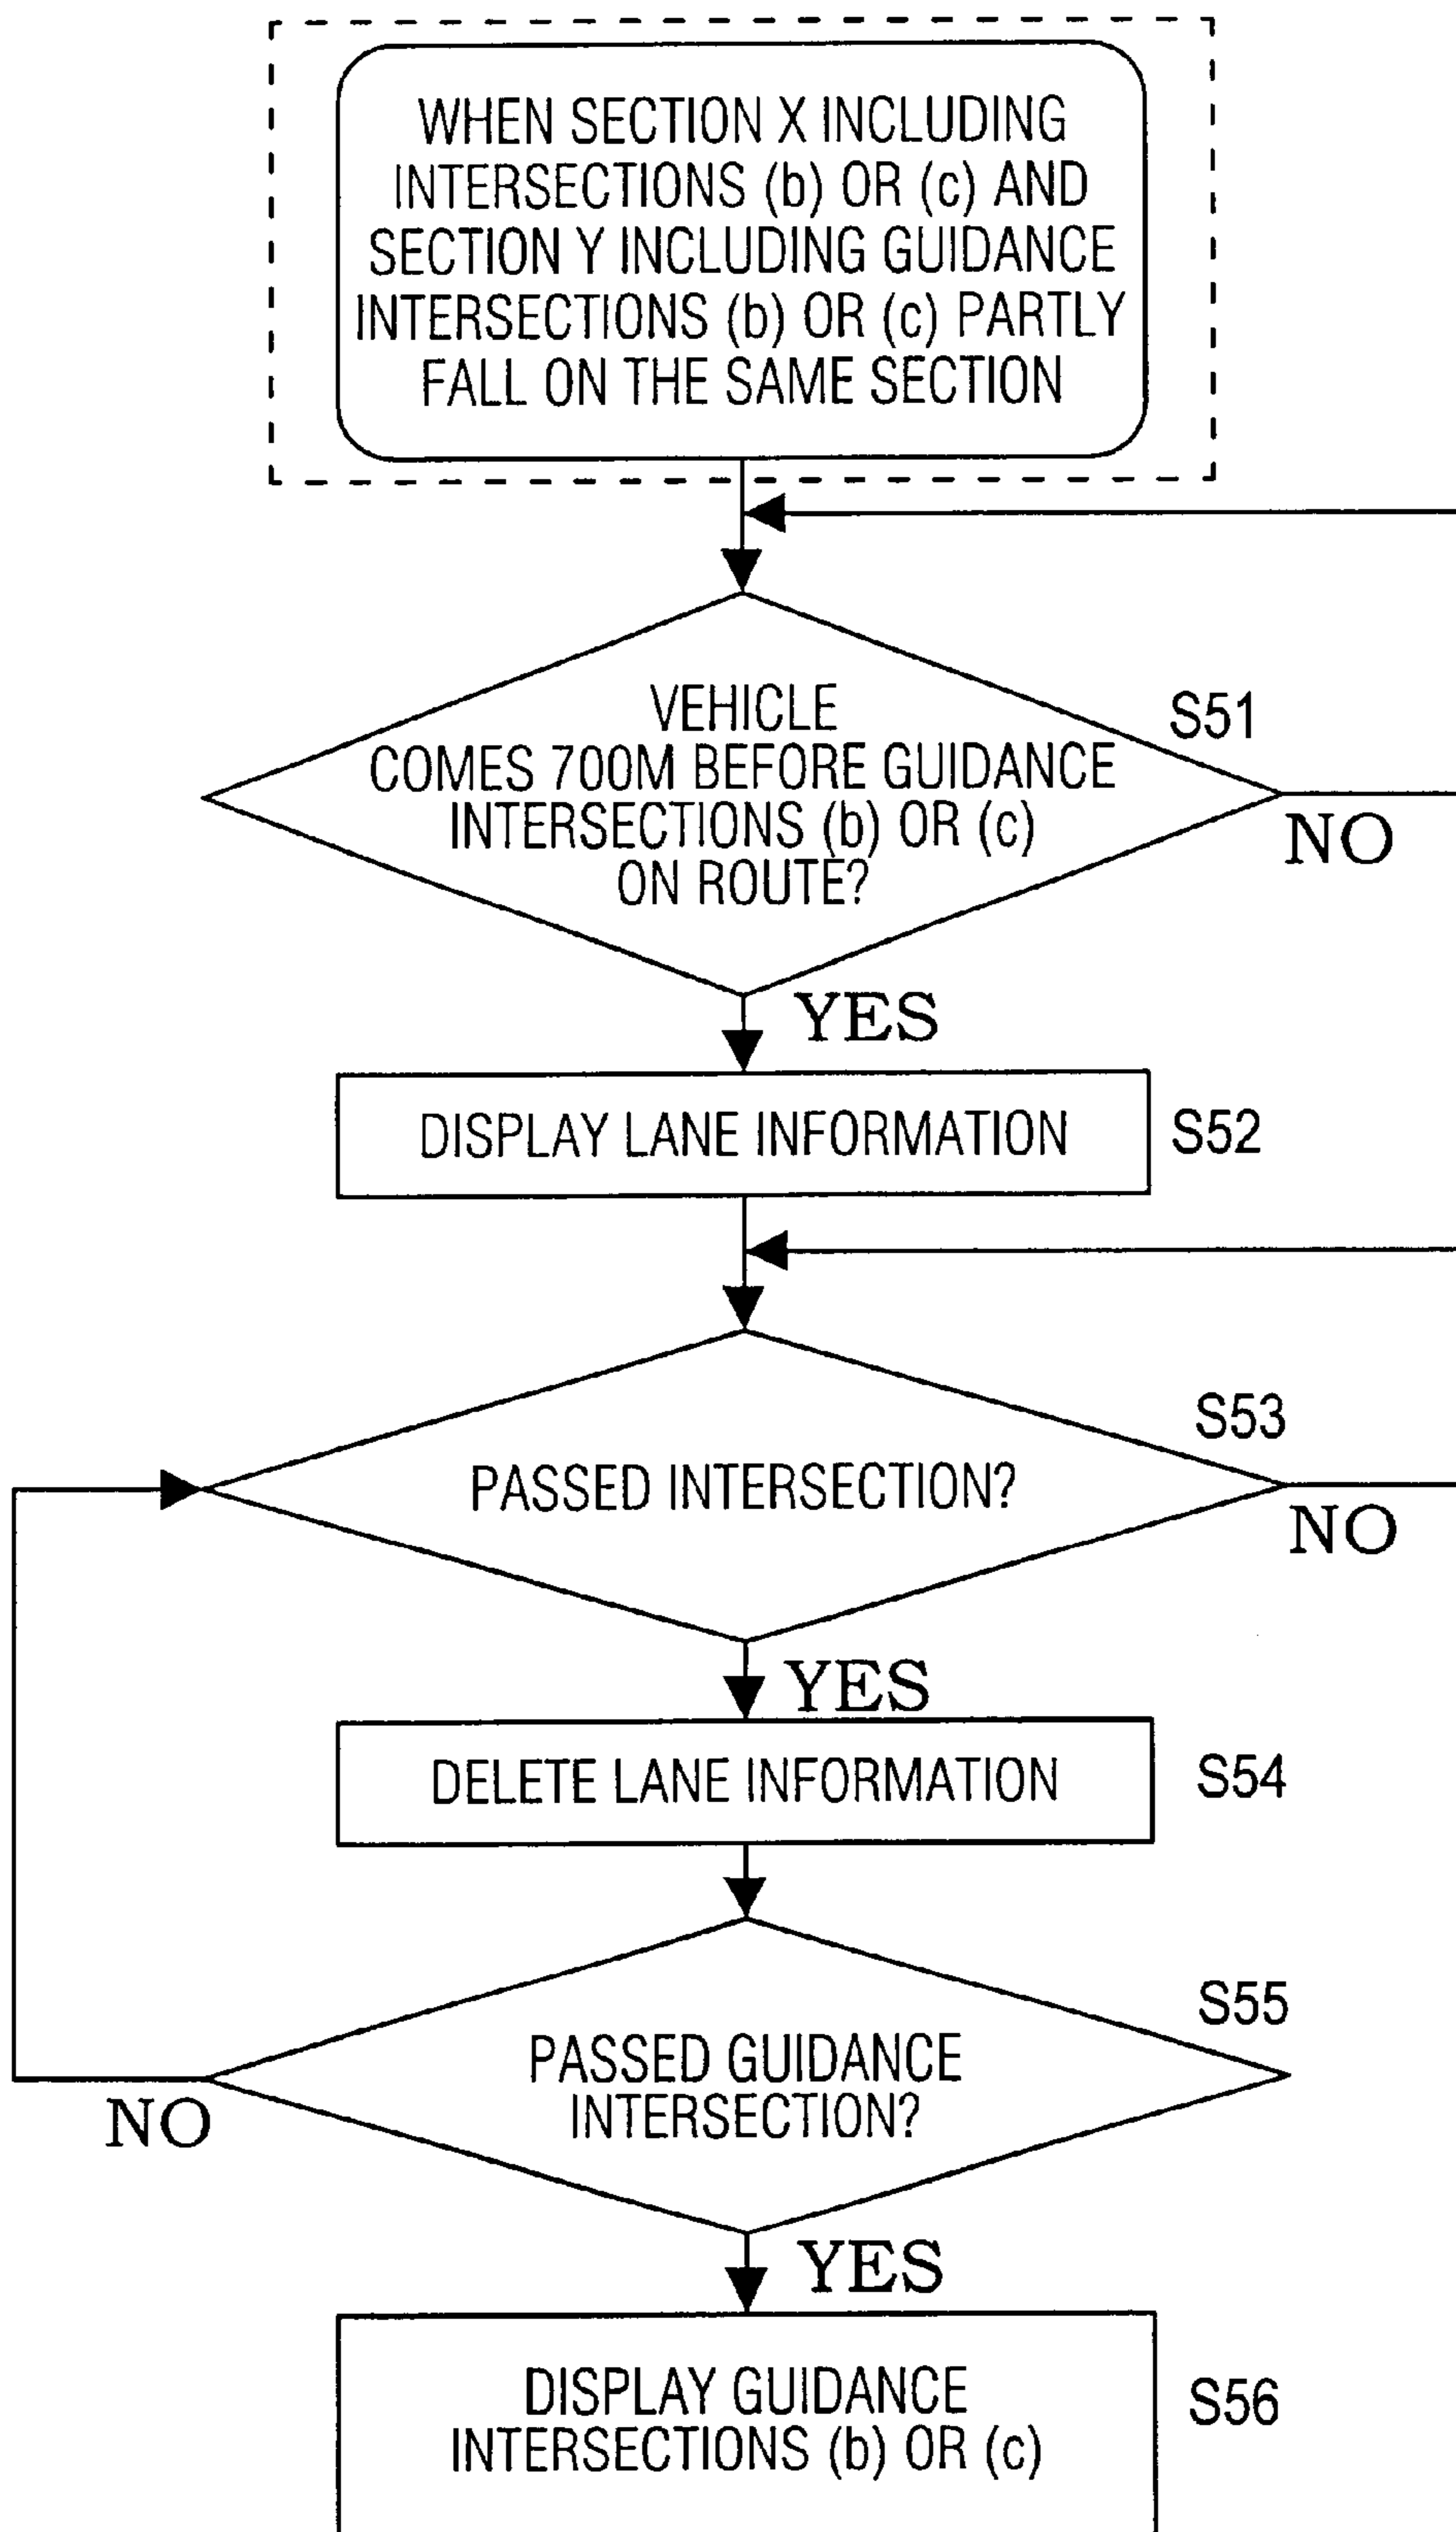 WHEN SECTION X INCLUDING
INTERSECTIONS (b) OR (c) AND
SECTION Y INCLUDING GUIDANCE
INTERSECTIONS (b) OR (c) PARTLY
FALL ON THE SAME SECTION
VEHICLE
COMES 700M BEFORE GUIDANCE
INTERSECTIONS (b) OR (c)
ON ROUTE?
S51
NO
YES
DISPLAY LANE INFORMATION
S52
PASSED INTERSECTION?
S53
NO
YES
DELETE LANE INFORMATION
S54
PASSED GUIDANCE
INTERSECTION?
S55
NO
YES
DISPLAY GUIDANCE
INTERSECTIONS (b) OR (c)
S56